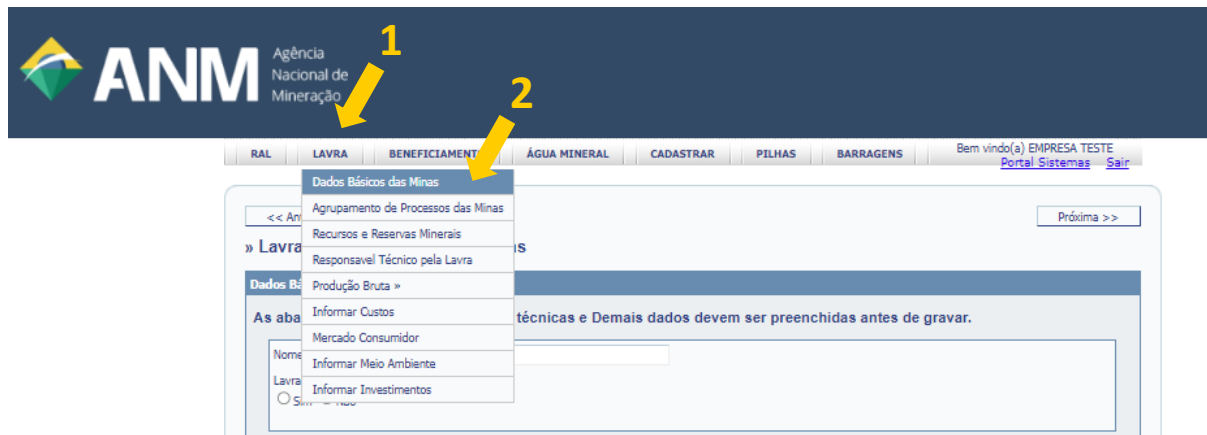 ANM
Agência
Nacional de
Mineração
1
2
RAL LAVRA BENEFICIAMENT ÁGUA MINERAL CADASTRAR PILHAS BARRAGENS
Bem vindo(a) EMPRESA TESTE
Portal Sistemas Sair
Dados Básicos das Minas
Agrupamento de Processos das Minas
Recursos e Reservas Minerais
Responsavel Técnico pela Lavra
Produção Bruta »
Informar Custos
Mercado Consumidor
Informar Meio Ambiente
Informar Investimentos
<< An
Próxima >>
» Lavra
Dados Bá
As aba técnicas e Demais dados devem ser preenchidas antes de gravar.
Nome
Lavra